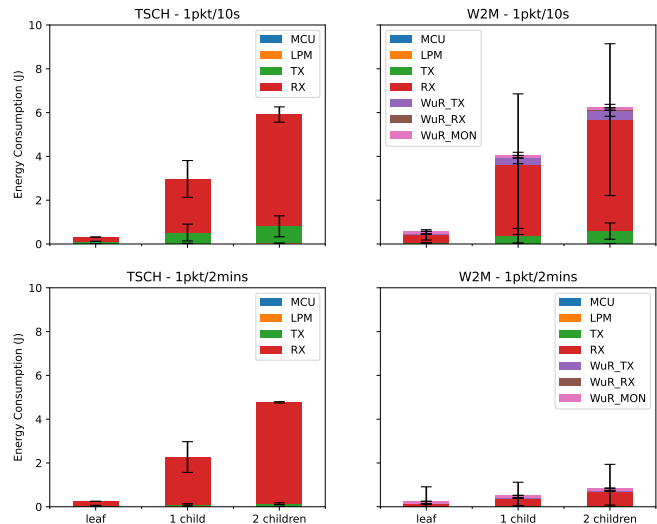 TSCH - 1pkt/10s
Energy Consumption (J)
10
8
6
4
2
0
MCU
LPM
TX
RX
W2M - 1pkt/10s
MCU
LPM
TX
RX
WuR_TX
WuR_RX
WuR_MON
TSCH - 1pkt/2mins
Energy Consumption (J)
10
8
6
4
2
0
MCU
LPM
TX
RX
leaf
1 child
2 children
W2M - 1pkt/2mins
MCU
LPM
TX
RX
WuR_TX
WuR_RX
WuR_MON
leaf
1 child
2 children